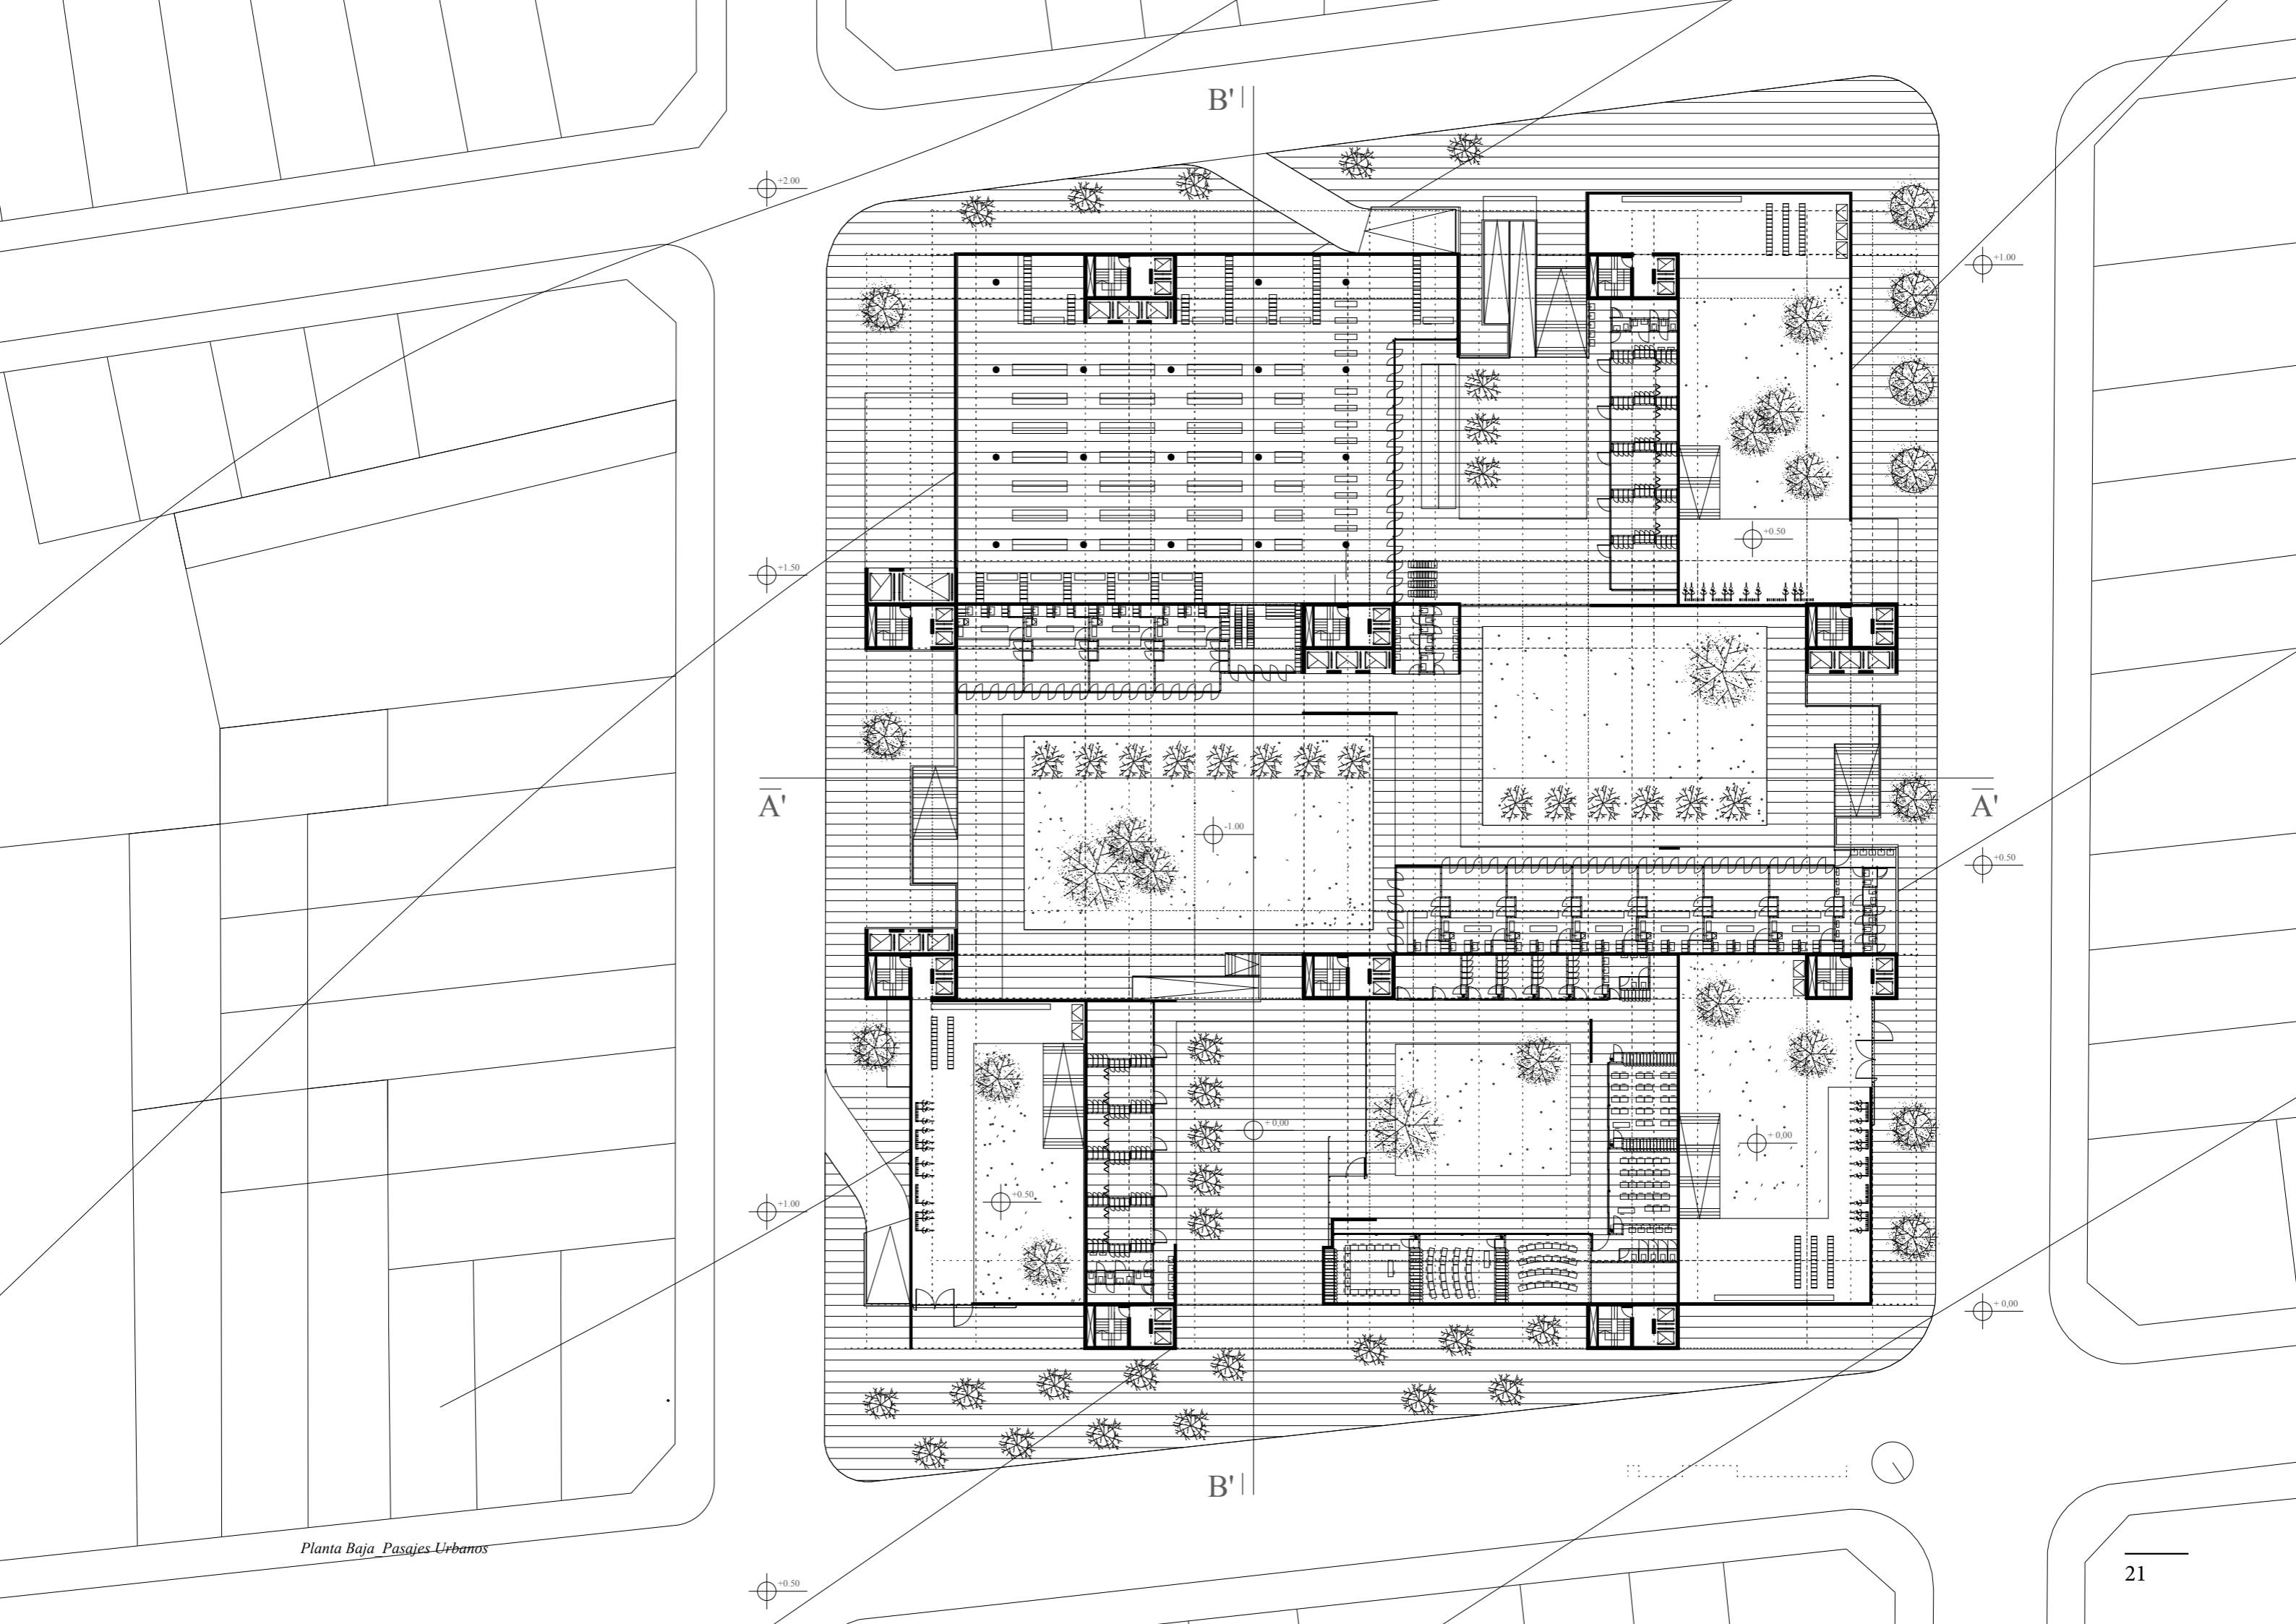 B'
+2.00
+1.00
+1.50
+0.50
A'
A'
-1.00
+0.50
+ 0,00
+ 0,00
+0.50
+1.00
+ 0,00
B'
Planta Baja_Pasajes Urbanos
+0.50
21